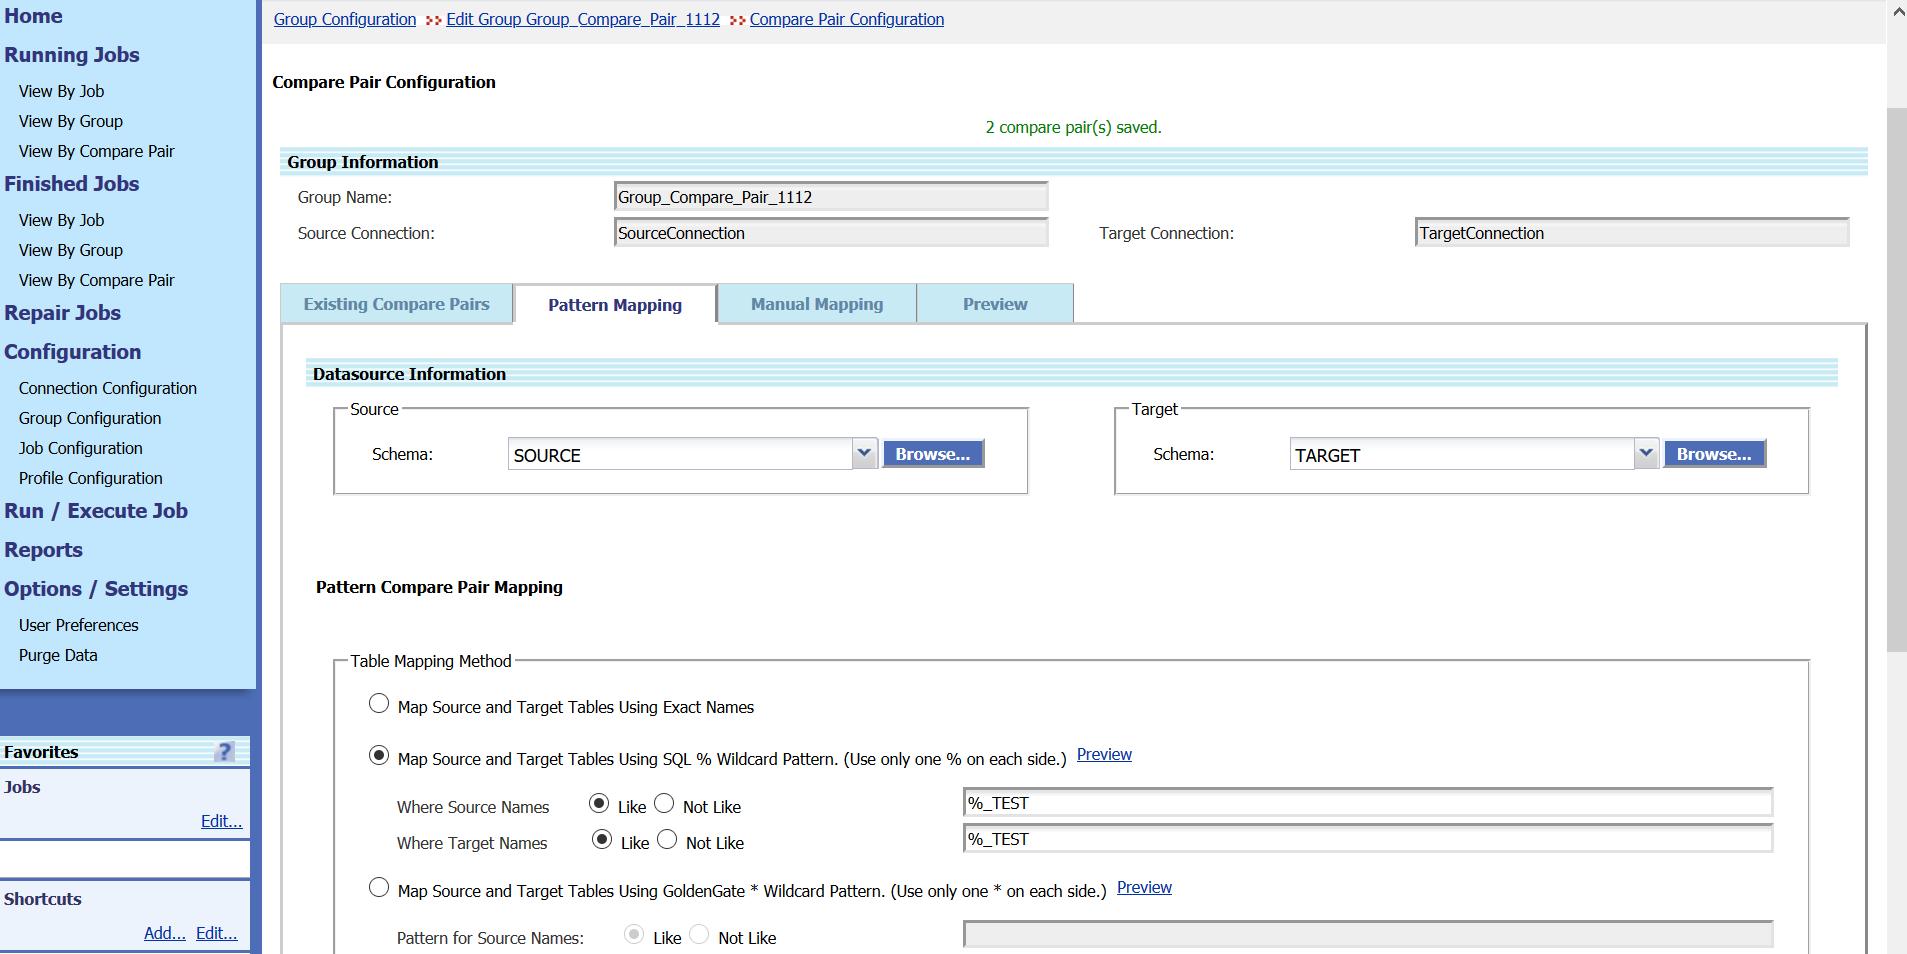 Home
Running Jobs
View By Job
View By Group
View By Compare Pair
Finished Jobs
View By Job
View By Group
View By Compare Pair
Repair Jobs
Configuration
Connection Configuration
Group Configuration
Job Configuration
Profile Configuration
Run / Execute Job
Reports
Options / Settings
User Preferences
Purge Data
Favorites ?
Jobs
Edit...
Shortcuts
Add... Edit...
Group Configuration Edit Group Group_Compare_Pair_1112 Compare Pair Configuration
Compare Pair Configuration
2 compare pair(s) saved.
Group Information
Group Name: Group_Compare_Pair_1112
Source Connection: SourceConnection Target Connection: TargetConnection
Existing Compare Pairs Pattern Mapping Manual Mapping Preview
Datasource Information
Source Target
Schema: SOURCE Browse... Schema: TARGET Browse...
Pattern Compare Pair Mapping
Table Mapping Method
Map Source and Target Tables Using Exact Names
Map Source and Target Tables Using SQL % Wildcard Pattern. (Use only one % on each side.) Preview
Where Source Names Like Not Like %_TEST
Where Target Names Like Not Like %_TEST
Map Source and Target Tables Using GoldenGate * Wildcard Pattern. (Use only one * on each side.) Preview
Pattern for Source Names: Like Not Like